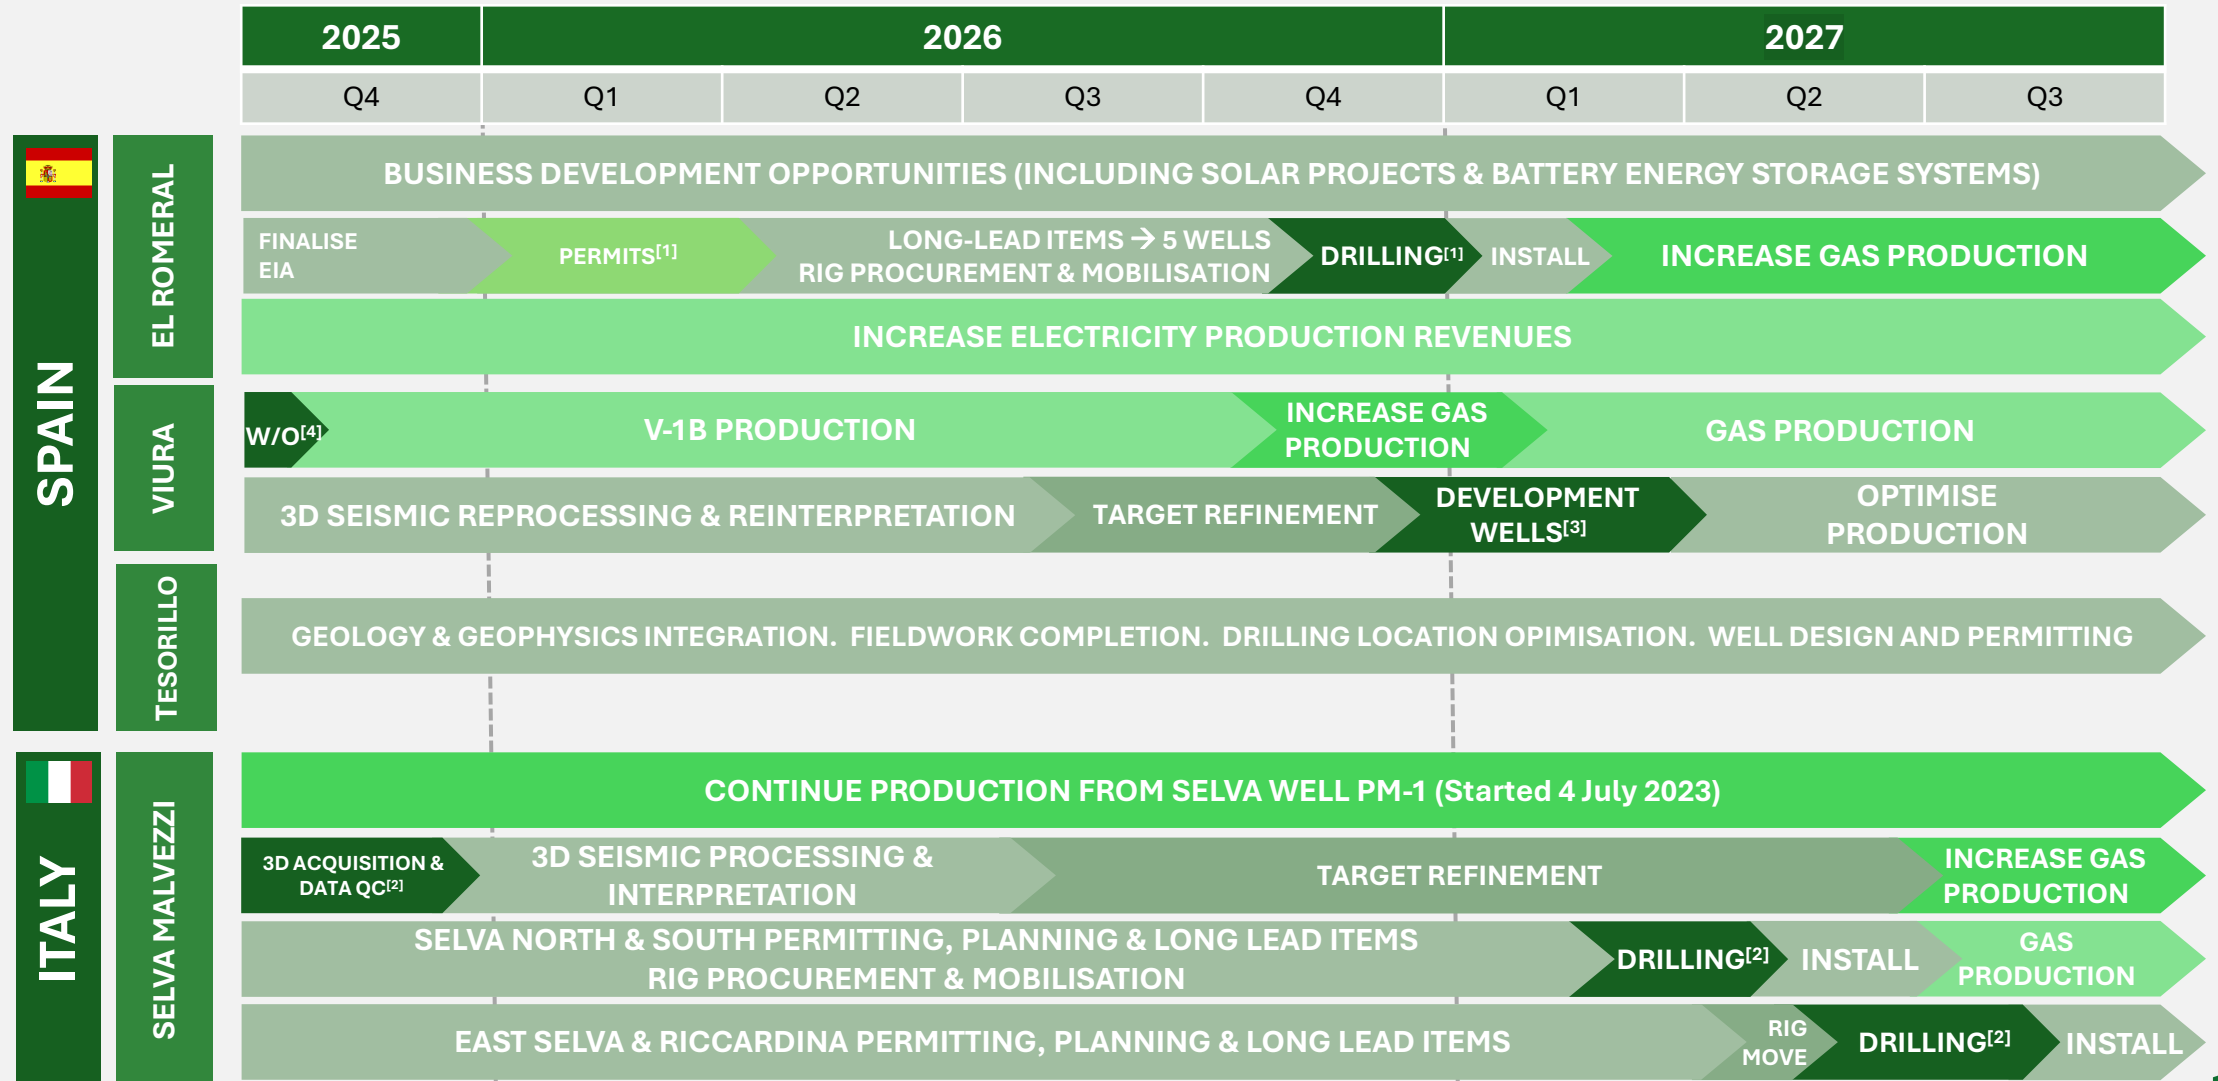 2025
2026
2027
Q4
Q1
Q2
Q3
Q4
Q1
Q2
Q3
SPAIN
EL ROMERAL
BUSINESS DEVELOPMENT OPPORTUNITIES (INCLUDING SOLAR PROJECTS & BATTERY ENERGY STORAGE SYSTEMS)
FINALISE
EIA
PERMITS[1]
LONG-LEAD ITEMS → 5 WELLS
RIG PROCUREMENT & MOBILISATION
DRILLING[1]
INSTALL
INCREASE GAS PRODUCTION
INCREASE ELECTRICITY PRODUCTION REVENUES
VIURA
W/O[4]
V-1B PRODUCTION
INCREASE GAS
PRODUCTION
GAS PRODUCTION
3D SEISMIC REPROCESSING & REINTERPRETATION
TARGET REFINEMENT
DEVELOPMENT
WELLS[3]
OPTIMISE
PRODUCTION
TESORILLO
GEOLOGY & GEOPHYSICS INTEGRATION.  FIELDWORK COMPLETION.  DRILLING LOCATION OPIMISATION.  WELL DESIGN AND PERMITTING
ITALY
SELVA MALVEZZI
CONTINUE PRODUCTION FROM SELVA WELL PM-1 (Started 4 July 2023)
3D ACQUISITION &
DATA QC[2]
3D SEISMIC PROCESSING &
INTERPRETATION
TARGET REFINEMENT
INCREASE GAS
PRODUCTION
SELVA NORTH & SOUTH PERMITTING, PLANNING & LONG LEAD ITEMS
RIG PROCUREMENT & MOBILISATION
DRILLING[2]
INSTALL
GAS
PRODUCTION
EAST SELVA & RICCARDINA PERMITTING, PLANNING & LONG LEAD ITEMS
RIG
MOVE
DRILLING[2]
INSTALL